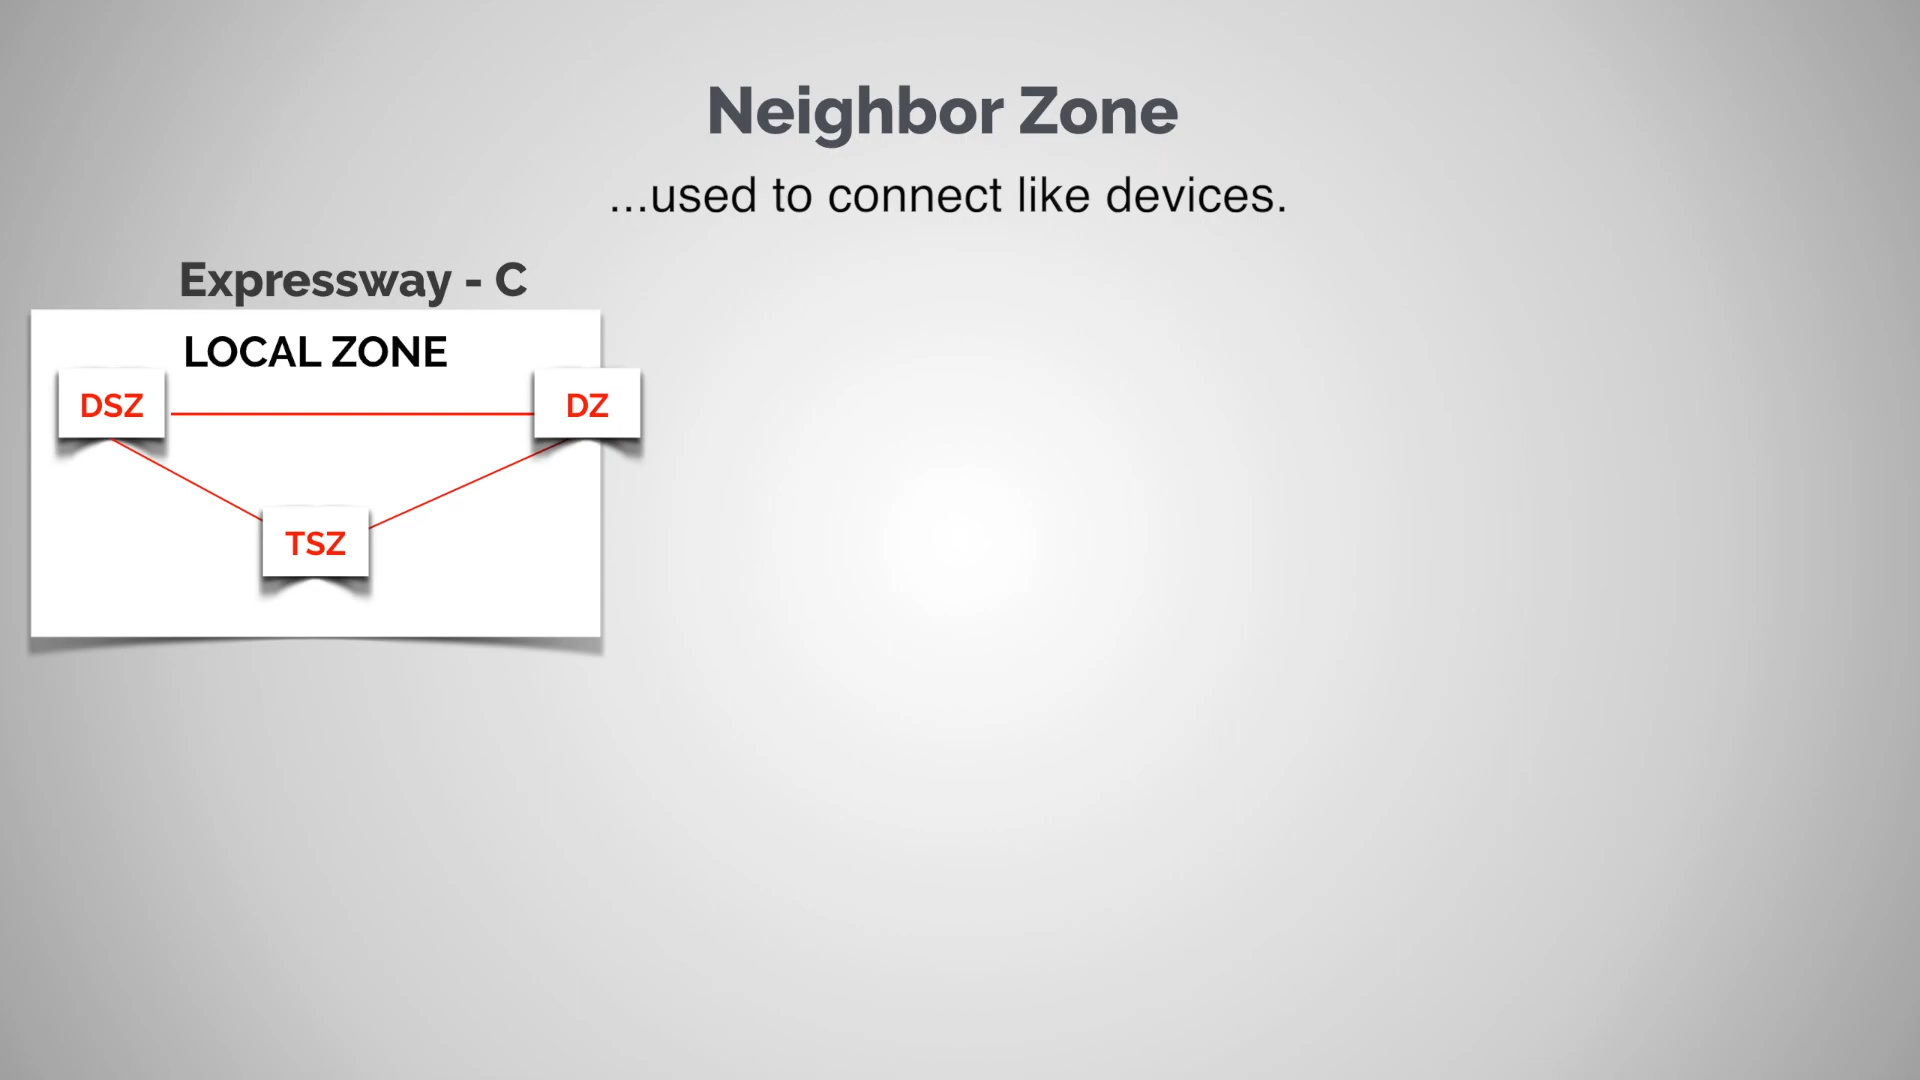 Neighbor Zone
...used to connect like devices.
Expressway - C
LOCAL ZONE
DSZ
DZ
TSZ